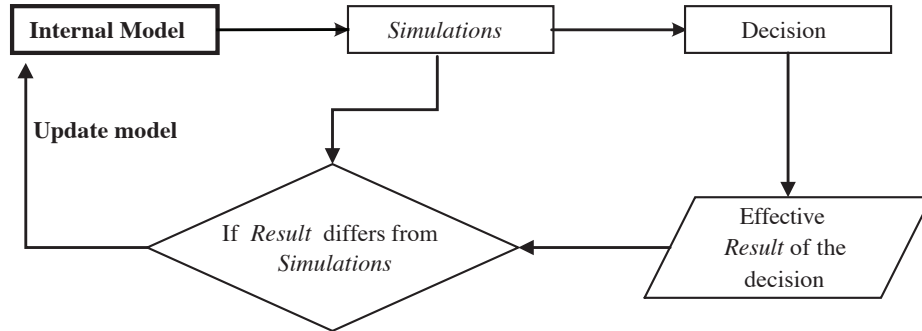 Internal Model
Simulations
Decision
Update model
If Result differs from
Simulations
Effective
Result of the
decision